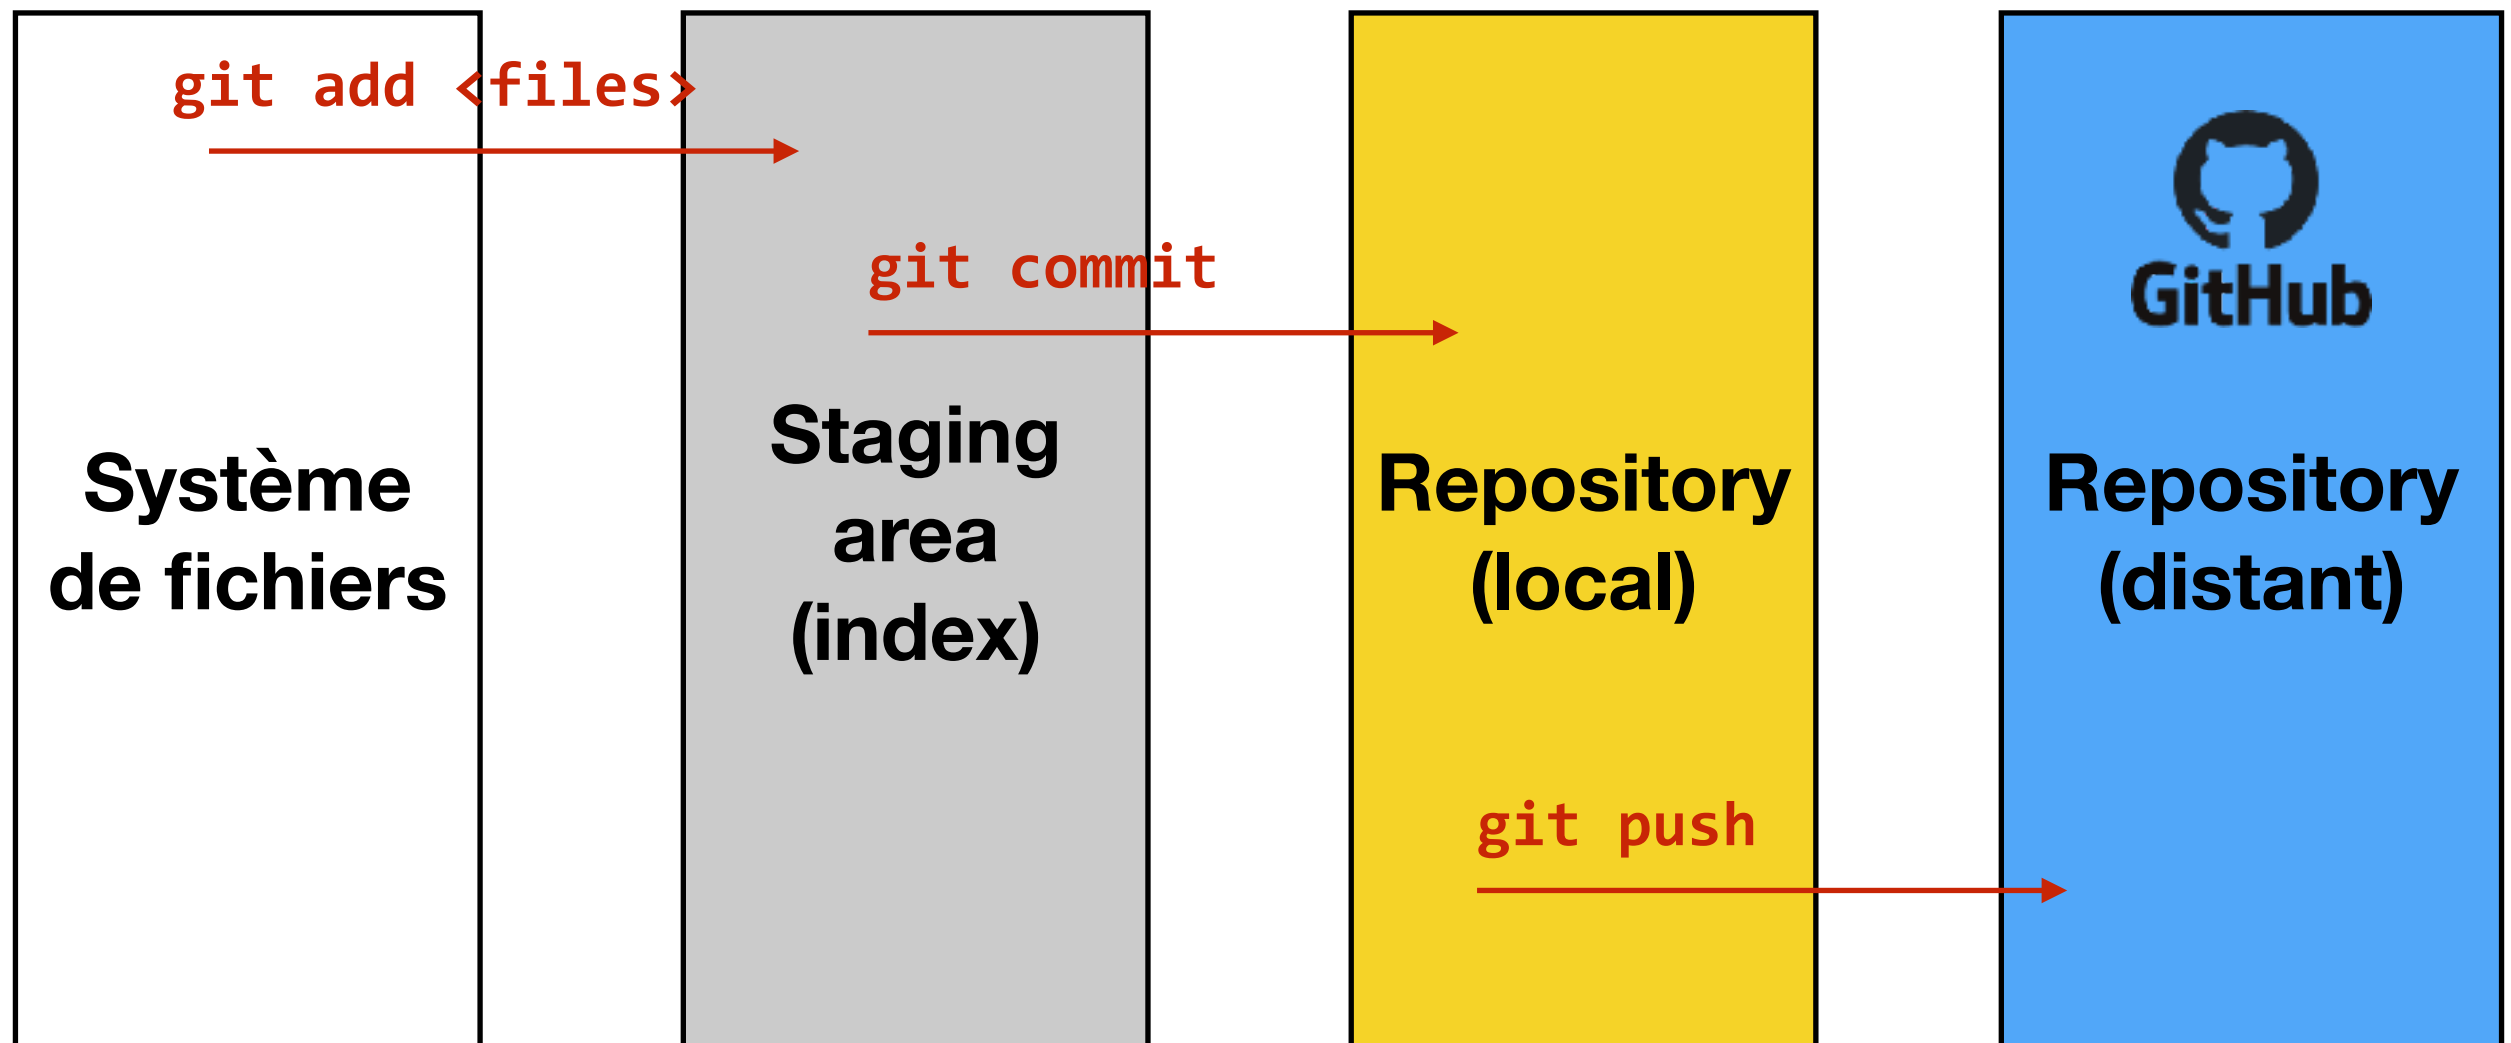 git add <files>
git commit
GitHub
Système
de fichiers
Staging
area
(index)
Repository
(local)
Repository
(distant)
git push